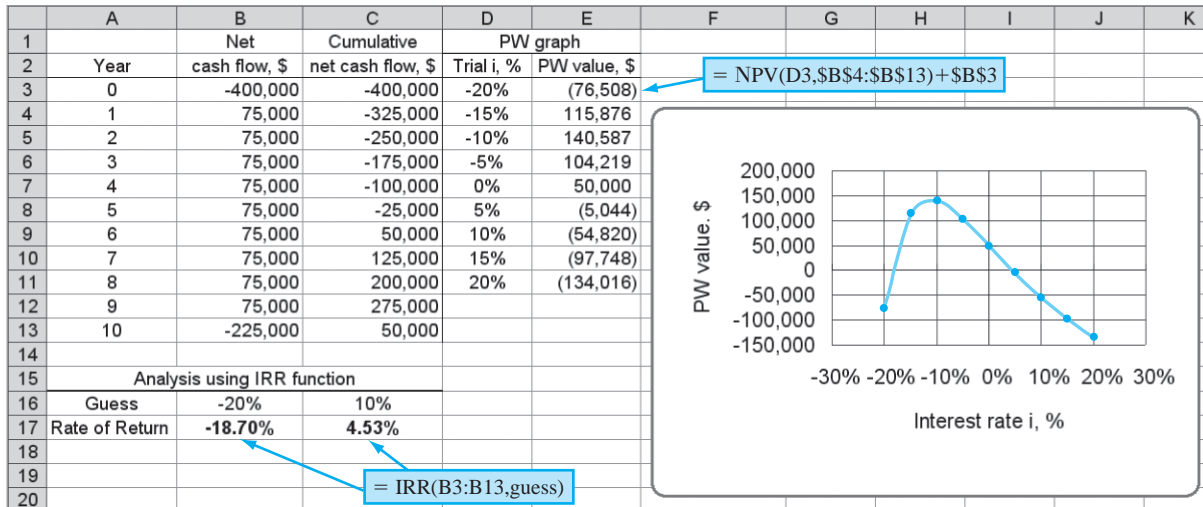 A B C D E F G H I J K
1 Net Cumulative PW graph
2 Year cash flow, $ net cash flow, $ Trial i, % PW value, $
= NPV(D3,$B$4:$B$13)+$B$3
3 0 -400,000 -400,000 -20% (76,508)
4 1 75,000 -325,000 -15% 115,876
5 2 75,000 -250,000 -10% 140,587
6 3 75,000 -175,000 -5% 104,219
7 4 75,000 -100,000 0% 50,000
8 5 75,000 -25,000 5% (5,044)
9 6 75,000 50,000 10% (54,820)
10 7 75,000 125,000 15% (97,748)
11 8 75,000 200,000 20% (134,016)
12 9 75,000 275,000
13 10 -225,000 50,000
14
15 Analysis using IRR function
16 Guess -20% 10%
17 Rate of Return -18.70% 4.53%
18
19
20
= IRR(B3:B13,guess)
PW value. $
200,000
150,000
100,000
50,000
0
-50,000
-100,000
-150,000
-30% -20% -10% 0% 10% 20% 30%
Interest rate i, %